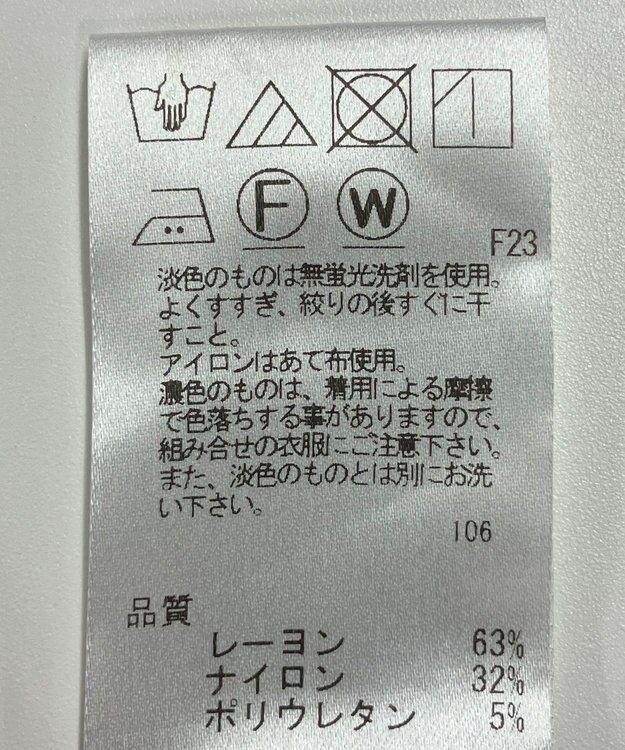 F W
F23
淡色のものは無蛍光洗剤を使用。
よくすすぎ、絞りの後すぐに干
すこと。
アイロンはあて布使用。
濃色のものは、着用による摩擦
で色落ちする事がありますので、
組み合せの衣服にご注意下さい。
また、淡色のものとは別にお洗
い下さい。
106
品質
レーヨン 63%
ナイロン 32%
ポリウレタン 5%